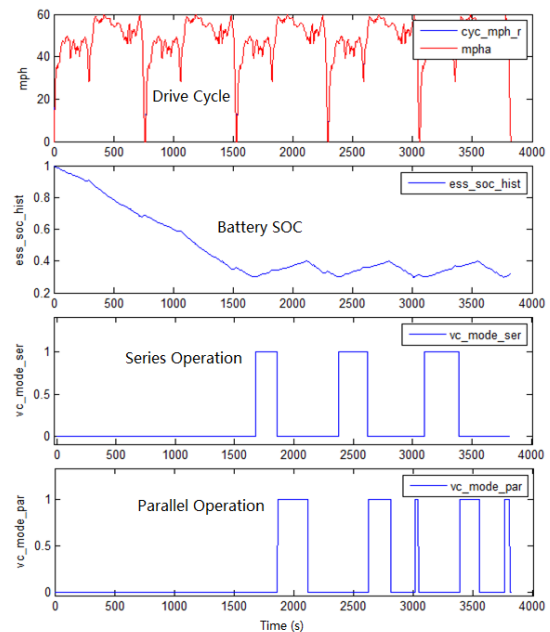 60
40
20
0
mph
cyc_mph_r
mpha
Drive Cycle
0 500 1000 1500 2000 2500 3000 3500 4000
1
0.8
0.6
0.4
0.2
ess_soc_hist
ess_soc_hist
Battery SOC
0 500 1000 1500 2000 2500 3000 3500 4000
1
0.5
0
vc_mode_ser
vc_mode_ser
Series Operation
0 500 1000 1500 2000 2500 3000 3500 4000
1
0.5
0
vc_mode_par
vc_mode_par
Parallel Operation
0 500 1000 1500 2000 2500 3000 3500 4000
Time (s)